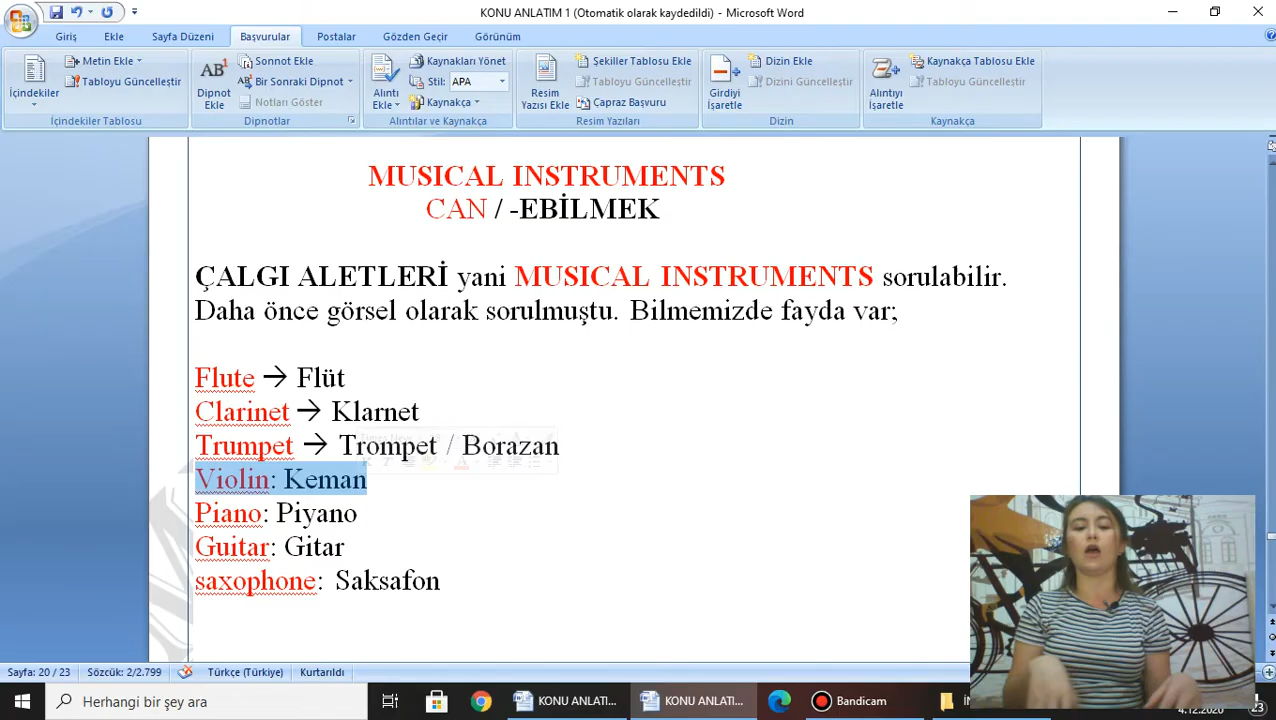 KONU ANLATIM 1 (Otomatik olarak kaydedildi) - Microsoft Word
Giriş Ekle Sayfa Düzeni Başvurular Postalar Gözden Geçir Görünüm
İçindekiler
Metin Ekle
Tabloyu Güncelleştir
İçindekiler Tablosu
AB¹
Dipnot Ekle
Sonnot Ekle
Bir Sonraki Dipnot
Notları Göster
Dipnotlar
Alıntı Ekle
Kaynakları Yönet
Stil: APA
Kaynakça
Alıntılar ve Kaynakça
Resim Yazısı Ekle
Şekiller Tablosu Ekle
Tabloyu Güncelleştir
Çapraz Başvuru
Resim Yazıları
Girdiyi İşaretle
Dizin Ekle
Dizini Güncelleştir
Dizin
Alıntıyı İşaretle
Kaynakça Tablosu Ekle
Tabloyu Güncelleştir
Kaynakça
MUSICAL INSTRUMENTS
CAN / -EBİLMEK
ÇALGI ALETLERİ yani MUSICAL INSTRUMENTS sorulabilir.
Daha önce görsel olarak sorulmuştu. Bilmemizde fayda var;
Flute → Flüt
Clarinet → Klarnet
Trumpet → Trompet / Borazan
Violin: Keman
Piano: Piyano
Guitar: Gitar
saxophone: Saksafon
Sayfa: 20 / 23 Sözcük: 2/2.799 Türkçe (Türkiye) Kurtarıldı
Herhangi bir şey ara
KONU ANLATI... KONU ANLATI... Bandicam
4.12.2020